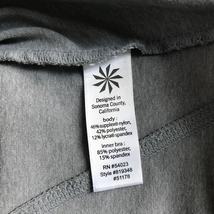 Designed in
Sonoma County,
California
body:
46% supplex nylon,
42% polyester,
12% lycra® spandex
inner bra:
85% polyester,
15% spandex
RN #54023
Style #819348
#51178